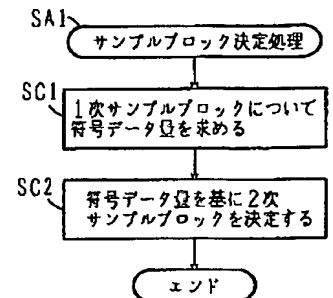 SA1
サンプルブロック決定処理
SC1
1次サンプルブロックについて
符号データ量を求める
SC2
符号データ量を基に2次
サンプルブロックを決定する
エンド